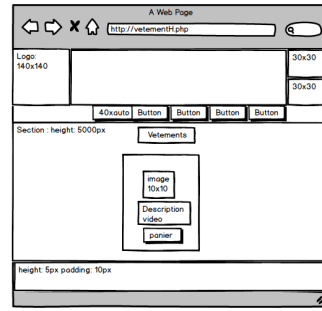 A Web Page
http://vetementH.php
Logo:
140x140
30x30
30x30
40xauto Button Button Button Button
Section : height: 5000px
Vetements
image
10x10
Description
video
panier
height: 5px padding: 10px